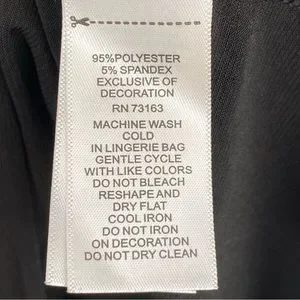 95%POLYESTER
5% SPANDEX
EXCLUSIVE OF
DECORATION
RN 73163
MACHINE WASH
COLD
IN LINGERIE BAG
GENTLE CYCLE
WITH LIKE COLORS
DO NOT BLEACH
RESHAPE AND
DRY FLAT
COOL IRON
DO NOT IRON
ON DECORATION
DO NOT DRY CLEAN